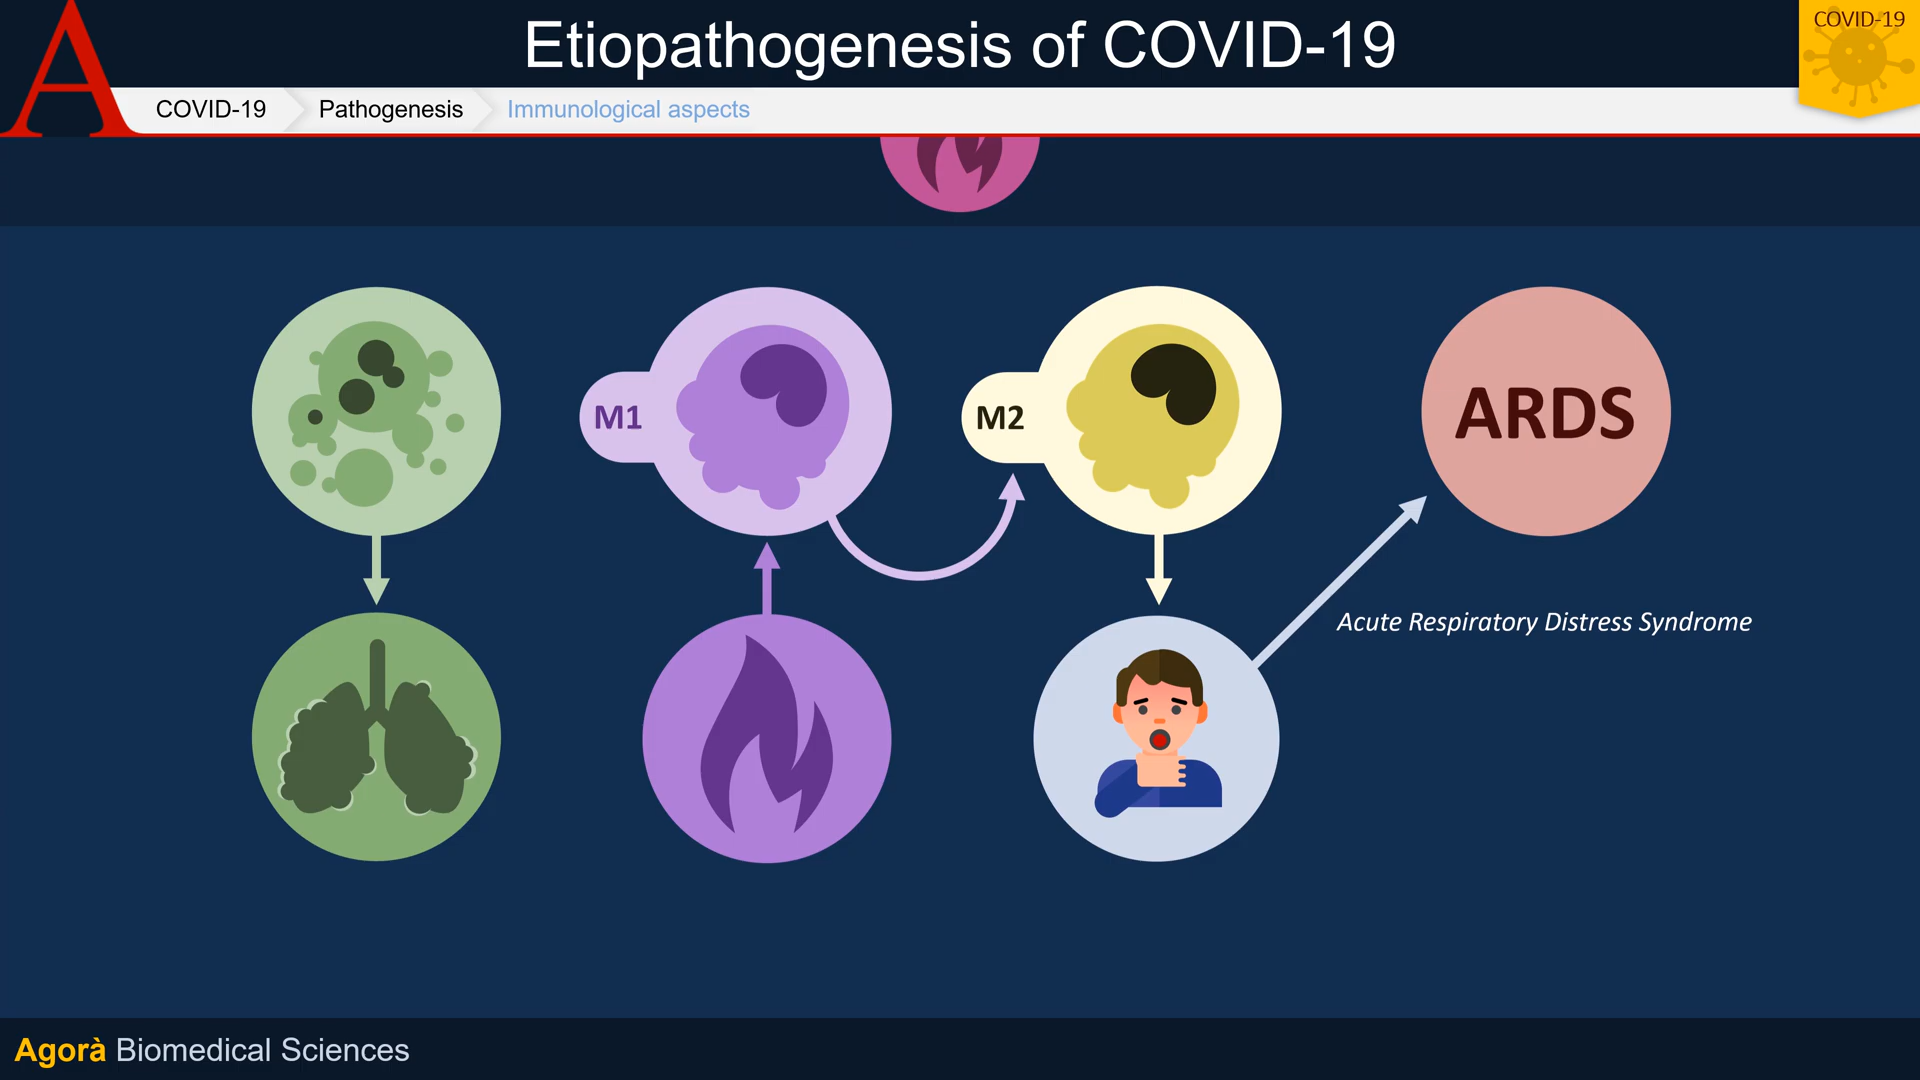 Etiopathogenesis of COVID-19
COVID-19
A
COVID-19 Pathogenesis Immunological aspects
M1
M2
ARDS
Acute Respiratory Distress Syndrome
Agorà Biomedical Sciences